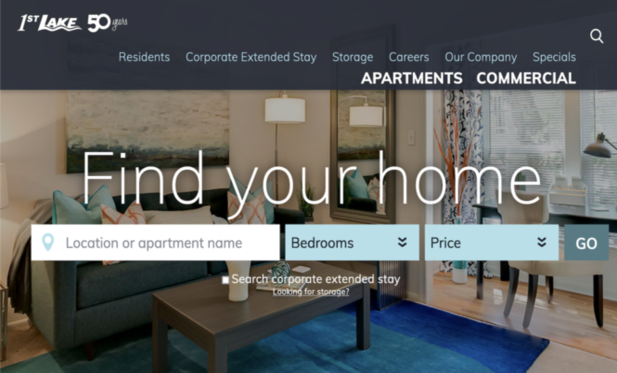 1ST LAKE 50 years
Residents Corporate Extended Stay Storage Careers Our Company Specials
APARTMENTS COMMERCIAL
Find your home
Location or apartment name Bedrooms Price GO
Search corporate extended stay
Looking for storage?